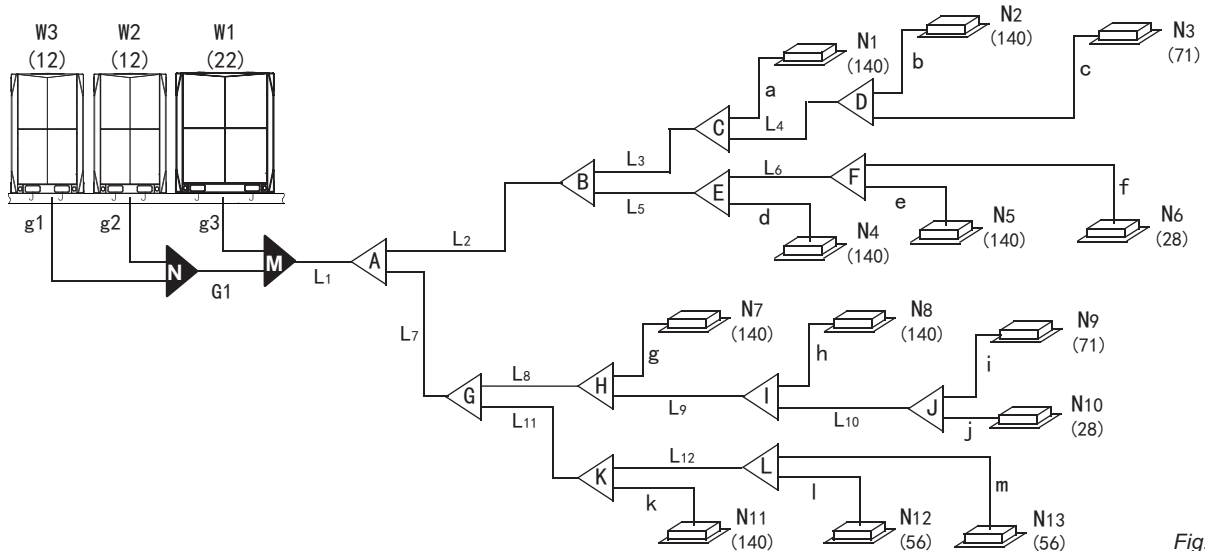 W3 W2 W1
(12) (12) (22)
g1 g2 g3
N M
G1
L1
A
L2
B
L3
C
a
N1
(140)
L4
D
b
N2
(140)
c
N3
(71)
L5
E
L6
F
d
N4
(140)
e
N5
(140)
f
N6
(28)
L7
G
L8
H
g
N7
(140)
L9
I
h
N8
(140)
L10
J
i
N9
(71)
j
N10
(28)
L11
K
L12
L
k
N11
(140)
l
N12
(56)
m
N13
(56)
Fig.